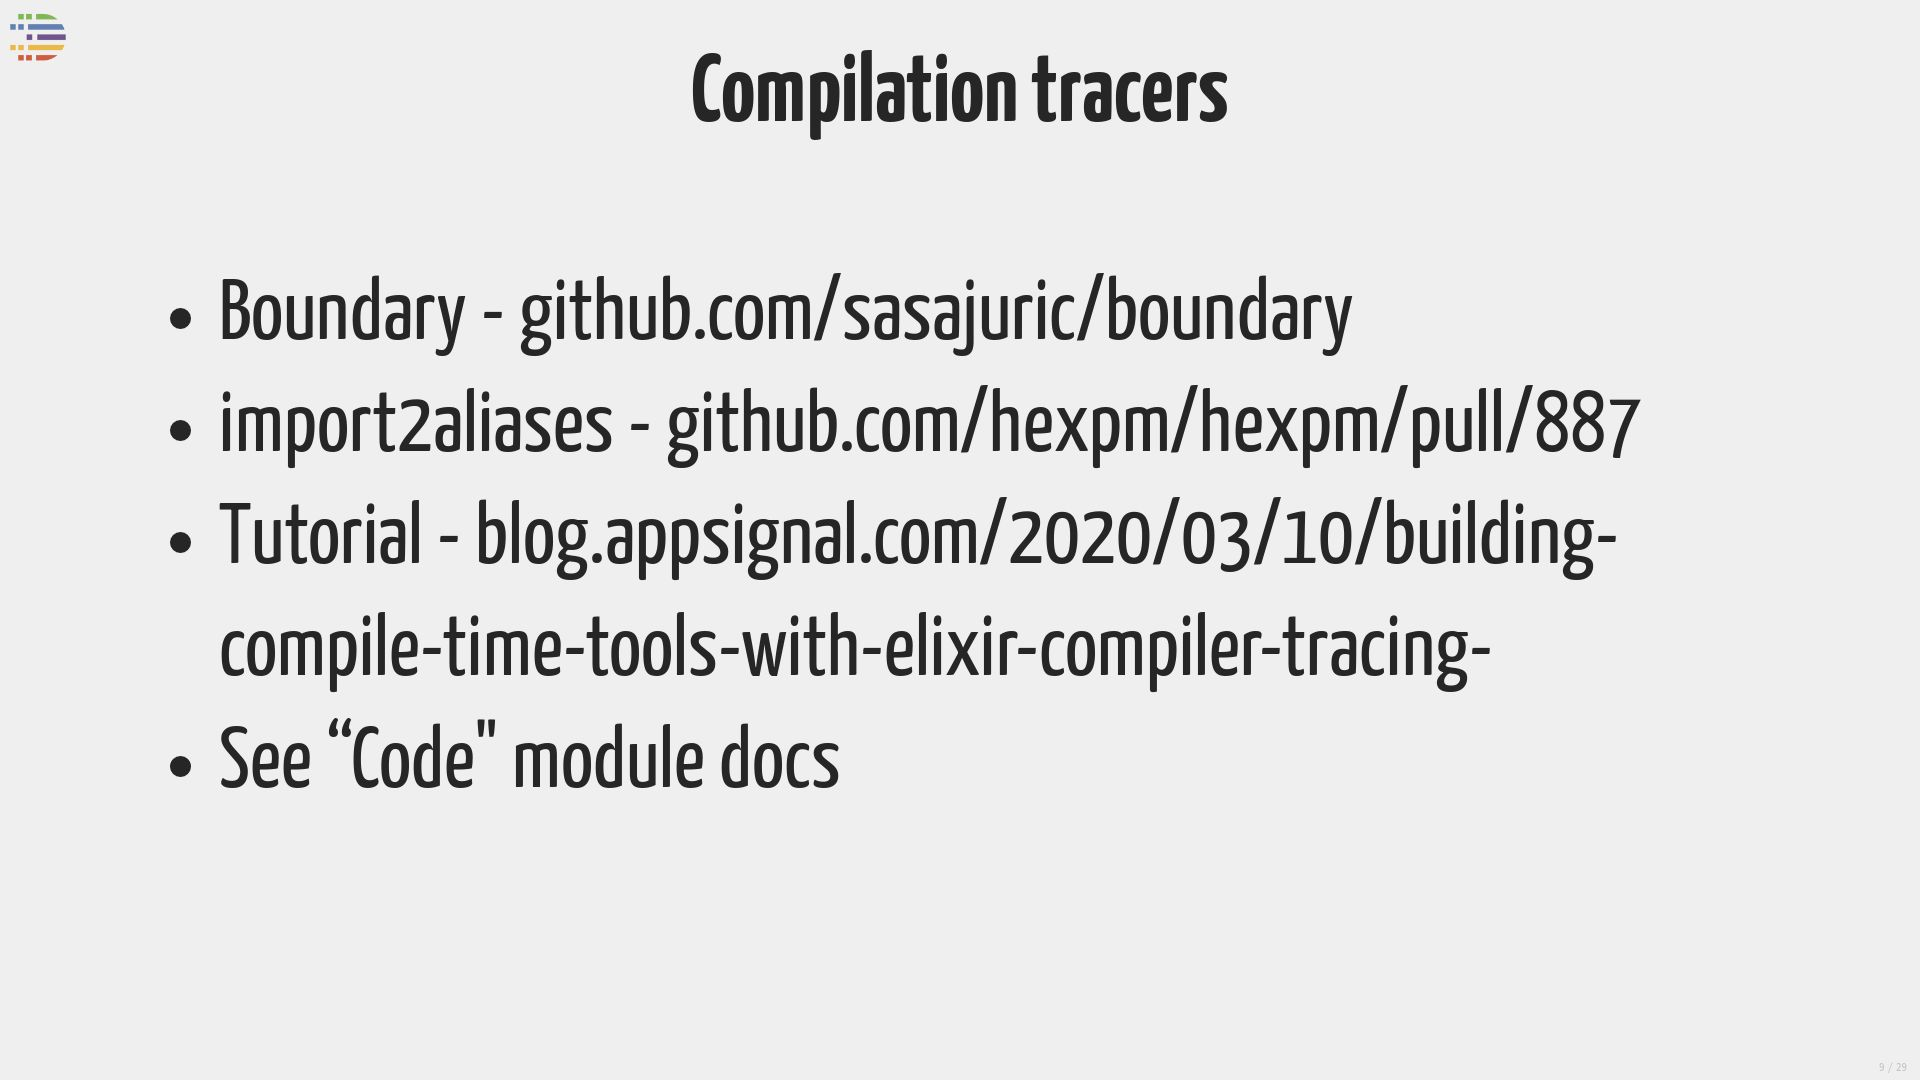 Compilation tracers
• Boundary - github.com/sasajuric/boundary
• import2aliases - github.com/hexpm/hexpm/pull/887
• Tutorial - blog.appsignal.com/2020/03/10/building-
compile-time-tools-with-elixir-compiler-tracing-
• See “Code" module docs
9 / 29